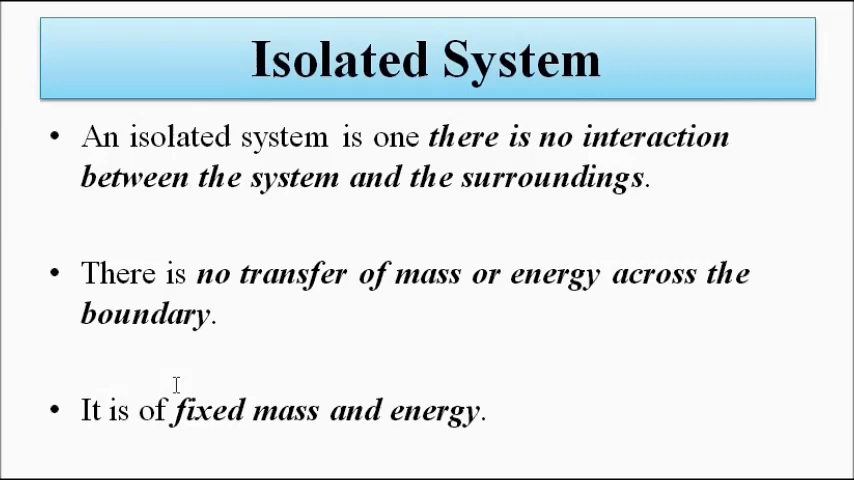 Isolated System
• An isolated system is one there is no interaction
between the system and the surroundings.
• There is no transfer of mass or energy across the
boundary.
• It is of fixed mass and energy.